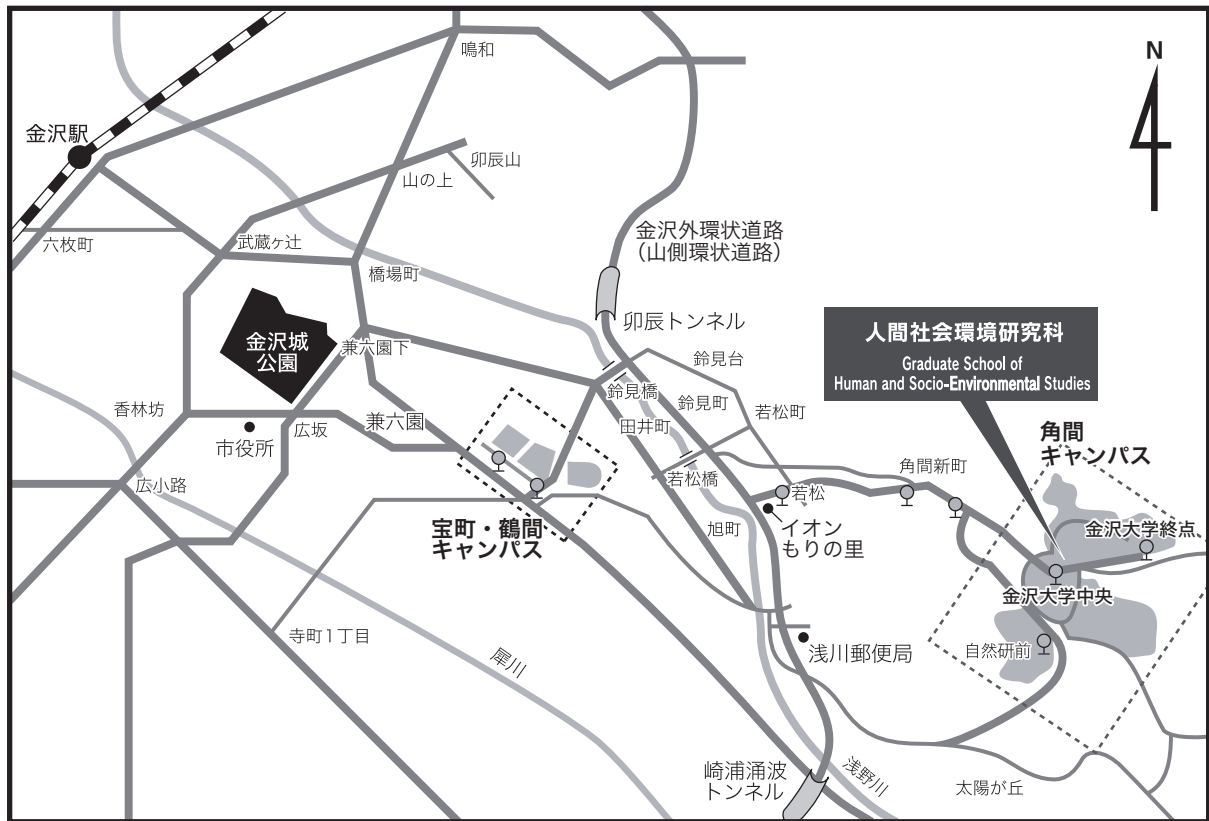 N
鳴和
金沢駅
卯辰山
山の上
金沢外環状道路
(山側環状道路)
六枚町
武蔵ヶ辻
橋場町
卯辰トンネル
人間社会環境研究科
Graduate School of
Human and Socio-Environmental Studies
金沢城
公園
兼六園下
鈴見台
鈴見橋
鈴見町
若松町
香林坊
市役所
広坂
兼六園
田井町
角間
キャンパス
角間新町
若松橋
若松
広小路
宝町・鶴間
キャンパス
旭町
イオン
もりの里
金沢大学終点
金沢大学中央
寺町1丁目
犀川
浅川郵便局
自然研前
崎浦涌波
トンネル
浅野川
太陽が丘